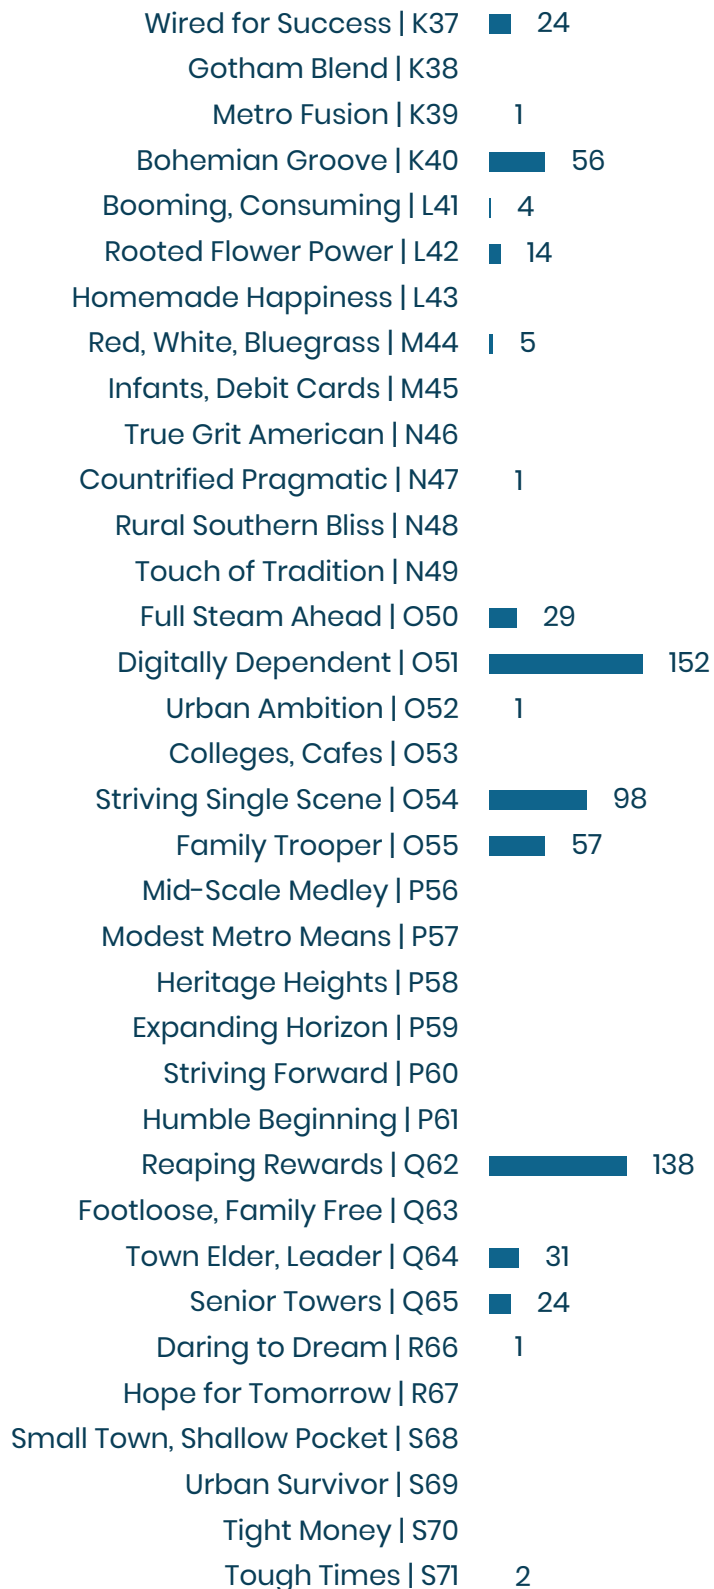 Wired for Success | K37 24
Gotham Blend | K38
Metro Fusion | K39 1
Bohemian Groove | K40 56
Booming, Consuming | L41 4
Rooted Flower Power | L42 14
Homemade Happiness | L43
Red, White, Bluegrass | M44 5
Infants, Debit Cards | M45
True Grit American | N46
Countrified Pragmatic | N47 1
Rural Southern Bliss | N48
Touch of Tradition | N49
Full Steam Ahead | O50 29
Digitally Dependent | O51 152
Urban Ambition | O52 1
Colleges, Cafes | O53
Striving Single Scene | O54 98
Family Trooper | O55 57
Mid-Scale Medley | P56
Modest Metro Means | P57
Heritage Heights | P58
Expanding Horizon | P59
Striving Forward | P60
Humble Beginning | P61
Reaping Rewards | Q62 138
Footloose, Family Free | Q63
Town Elder, Leader | Q64 31
Senior Towers | Q65 24
Daring to Dream | R66 1
Hope for Tomorrow | R67
Small Town, Shallow Pocket | S68
Urban Survivor | S69
Tight Money | S70
Tough Times | S71 2